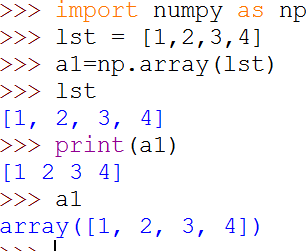 >>> import numpy as np
>>> lst = [1,2,3,4]
>>> a1=np.array(lst)
>>> lst
[1, 2, 3, 4]
>>> print(a1)
[1 2 3 4]
>>> a1
array([1, 2, 3, 4])
>>>